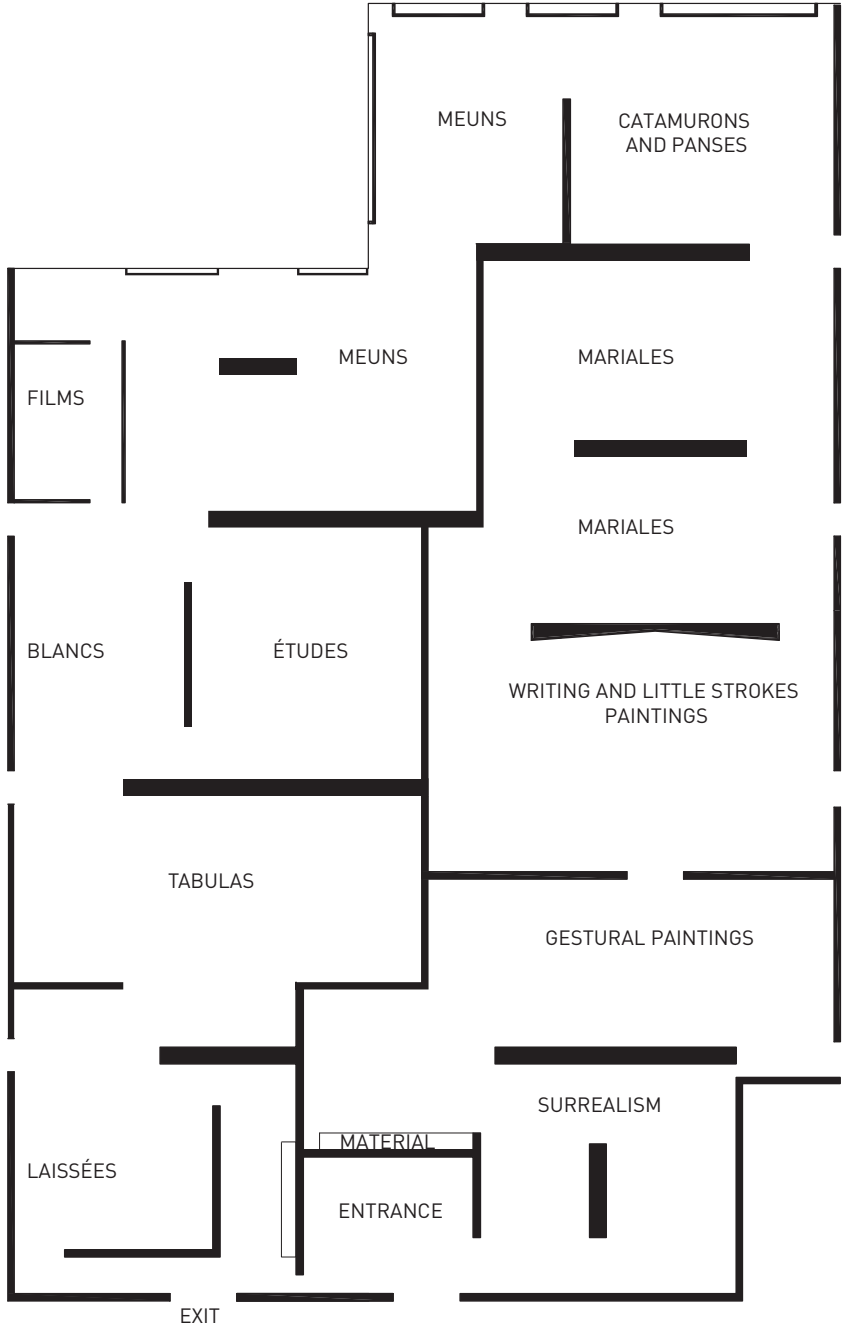 MEUNS
CATAMURONS
AND PANSES
MEUNS
MARIALES
FILMS
MARIALES
BLANCS
ÉTUDES
WRITING AND LITTLE STROKES
PAINTINGS
TABULAS
GESTURAL PAINTINGS
SURREALISM
MATERIAL
LAISSÉES
ENTRANCE
EXIT